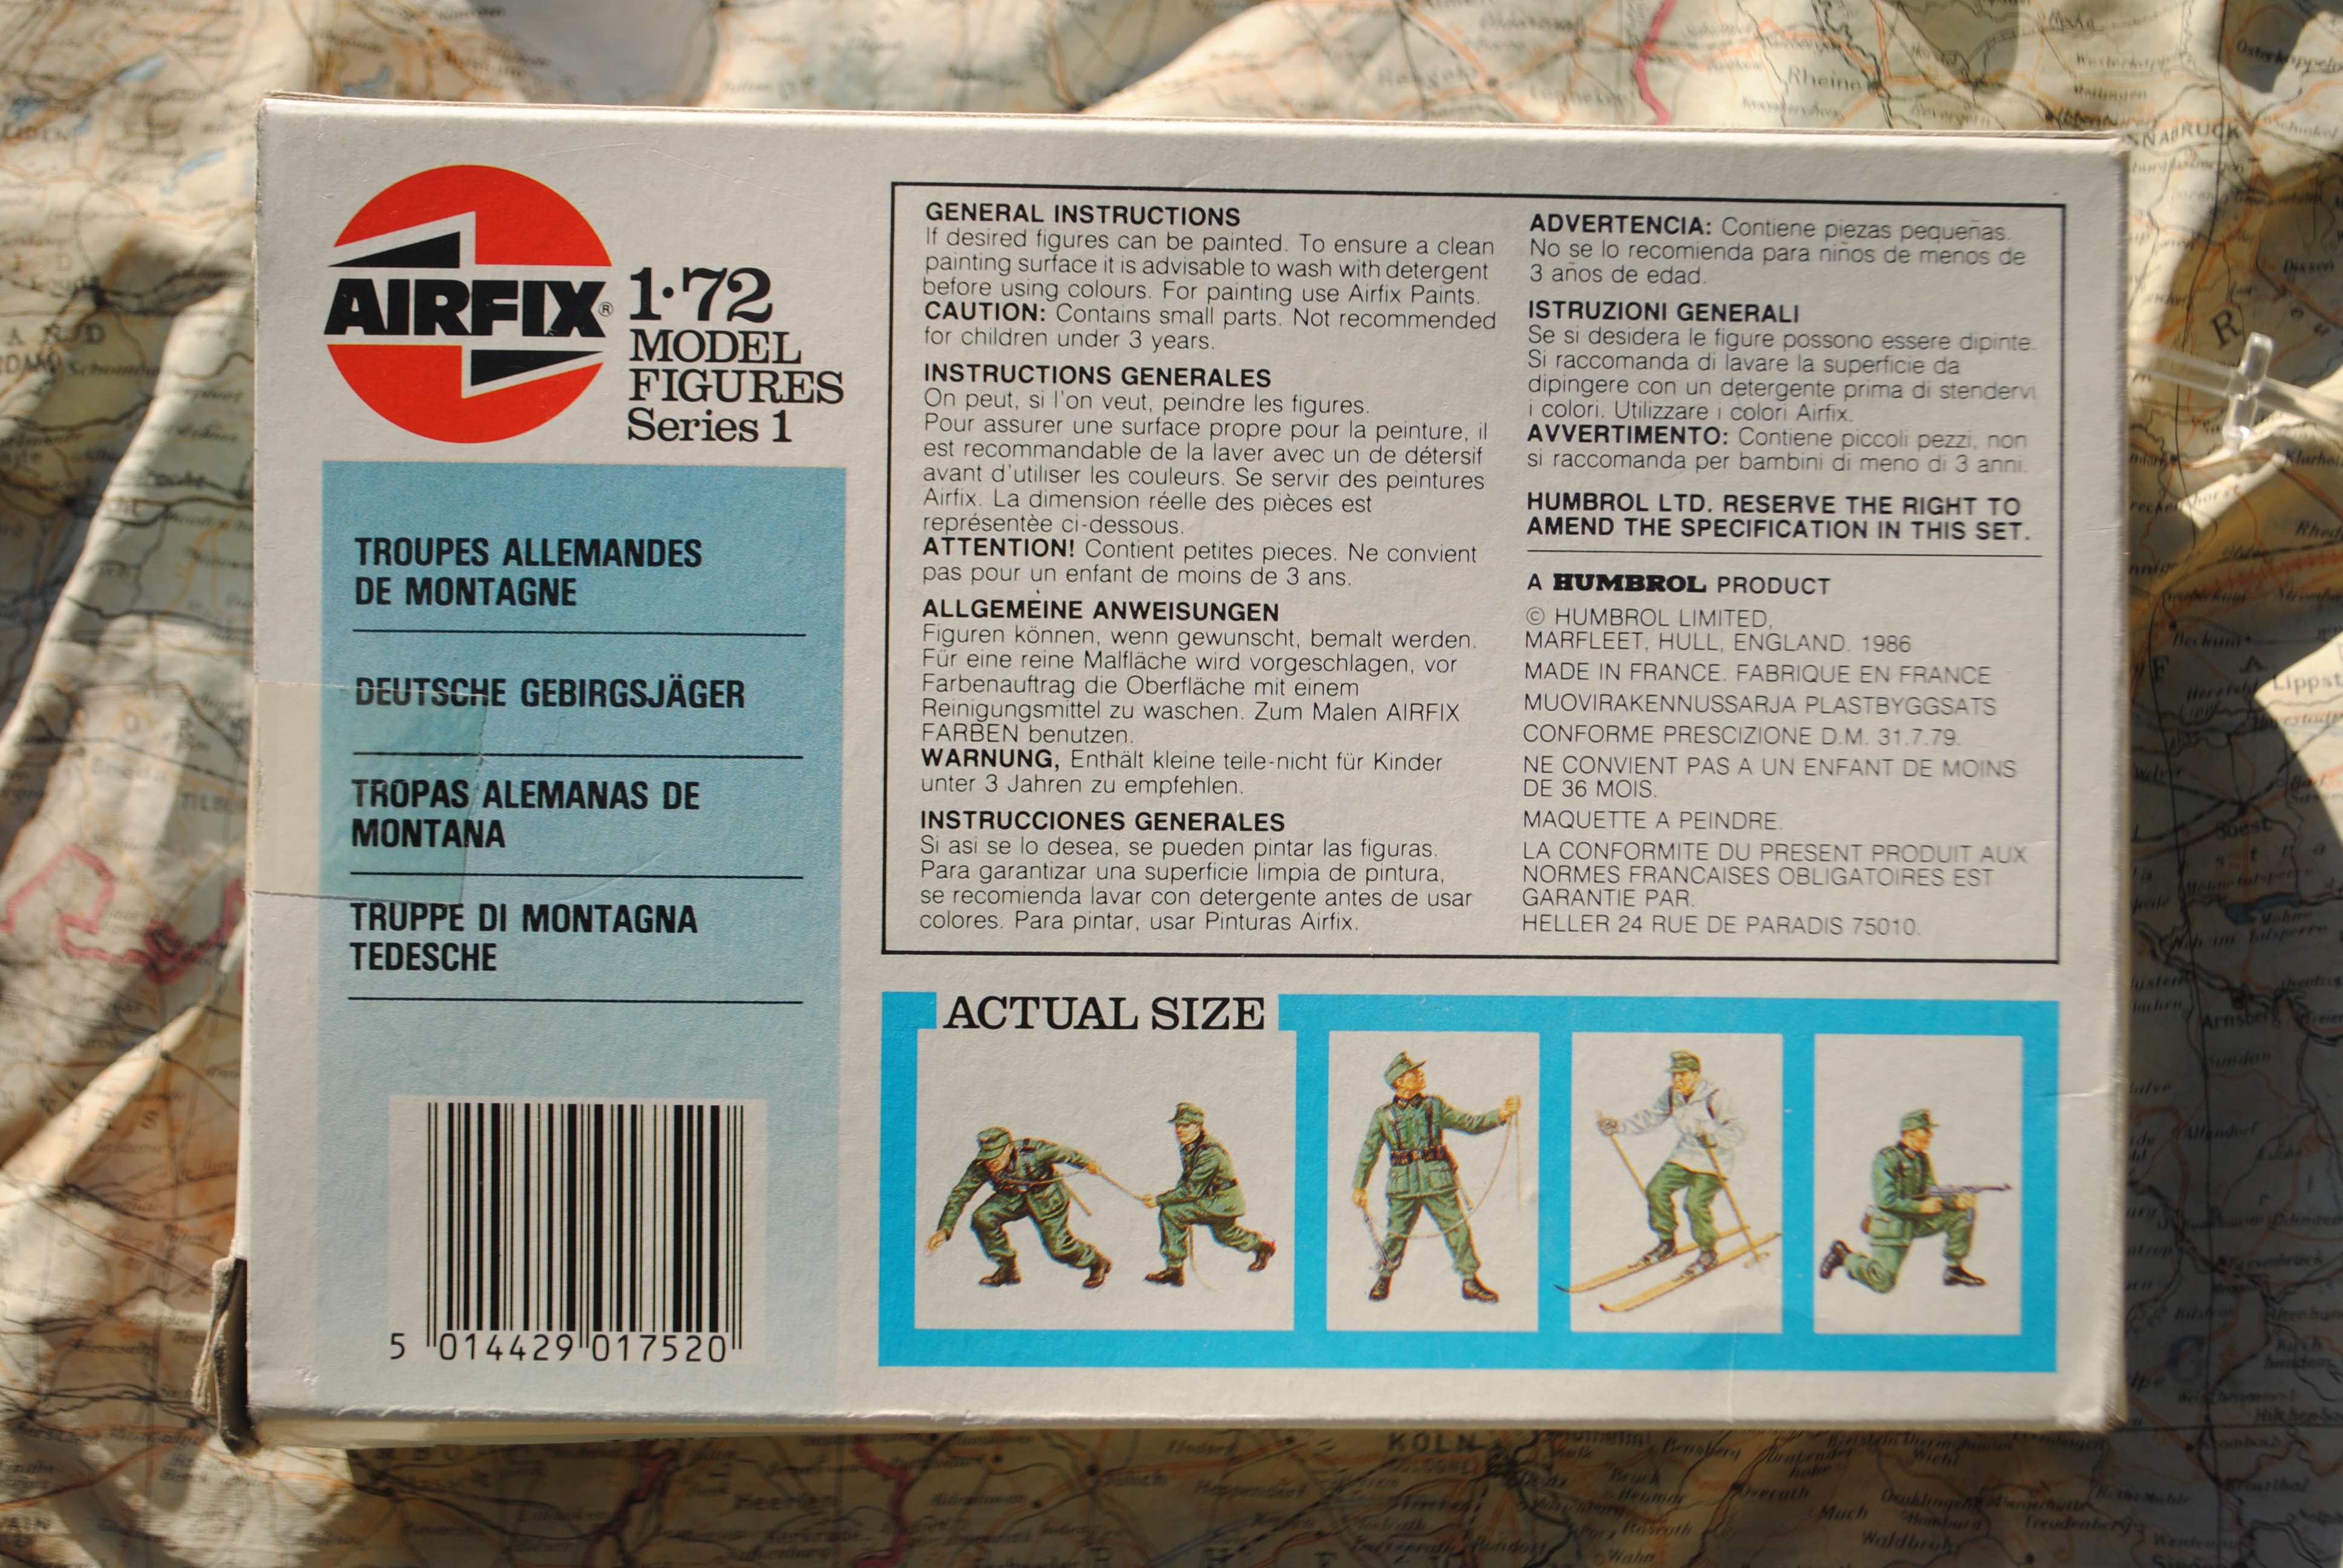 AIRFIX®
1·72
MODEL
FIGURES
Series 1
TROUPES ALLEMANDES
DE MONTAGNE
DEUTSCHE GEBIRGSJÄGER
TROPAS ALEMANAS DE
MONTANA
TRUPPE DI MONTAGNA
TEDESCHE
5 014429 017520
GENERAL INSTRUCTIONS
If desired figures can be painted. To ensure a clean
painting surface it is advisable to wash with detergent
before using colours. For painting use Airfix Paints.
CAUTION: Contains small parts. Not recommended
for children under 3 years.
INSTRUCTIONS GENERALES
On peut, si l'on veut, peindre les figures.
Pour assurer une surface propre pour la peinture, il
est recommandable de la laver avec un de détersif
avant d'utiliser les couleurs. Se servir des peintures
Airfix. La dimension réelle des pièces est
représentèe ci-dessous.
ATTENTION! Contient petites pieces. Ne convient
pas pour un enfant de moins de 3 ans.
ALLGEMEINE ANWEISUNGEN
Figuren können, wenn gewunscht, bemalt werden.
Für eine reine Malfläche wird vorgeschlagen, vor
Farbenauftrag die Oberfläche mit einem
Reinigungsmittel zu waschen. Zum Malen AIRFIX
FARBEN benutzen.
WARNUNG, Enthält kleine teile-nicht für Kinder
unter 3 Jahren zu empfehlen.
INSTRUCCIONES GENERALES
Si asi se lo desea, se pueden pintar las figuras.
Para garantizar una superficie limpia de pintura,
se recomienda lavar con detergente antes de usar
colores. Para pintar, usar Pinturas Airfix.
ADVERTENCIA: Contiene piezas pequeñas.
No se lo recomienda para niños de menos de
3 años de edad.
ISTRUZIONI GENERALI
Se si desidera le figure possono essere dipinte.
Si raccomanda di lavare la superficie da
dipingere con un detergente prima di stendervi
i colori. Utilizzare i colori Airfix.
AVVERTIMENTO: Contiene piccoli pezzi, non
si raccomanda per bambini di meno di 3 anni.
HUMBROL LTD. RESERVE THE RIGHT TO
AMEND THE SPECIFICATION IN THIS SET.
A HUMBROL PRODUCT
© HUMBROL LIMITED,
MARFLEET, HULL, ENGLAND. 1986
MADE IN FRANCE. FABRIQUE EN FRANCE
MUOVIRAKENNUSSARJA PLASTBYGGSATS
CONFORME PRESCIZIONE D.M. 31.7.79.
NE CONVIENT PAS A UN ENFANT DE MOINS
DE 36 MOIS.
MAQUETTE A PEINDRE.
LA CONFORMITE DU PRESENT PRODUIT AUX
NORMES FRANCAISES OBLIGATOIRES EST
GARANTIE PAR.
HELLER 24 RUE DE PARADIS 75010.
ACTUAL SIZE
Rheine
KÖLN
Arnsberg
Lippst
Much
Waldbröl
Overath